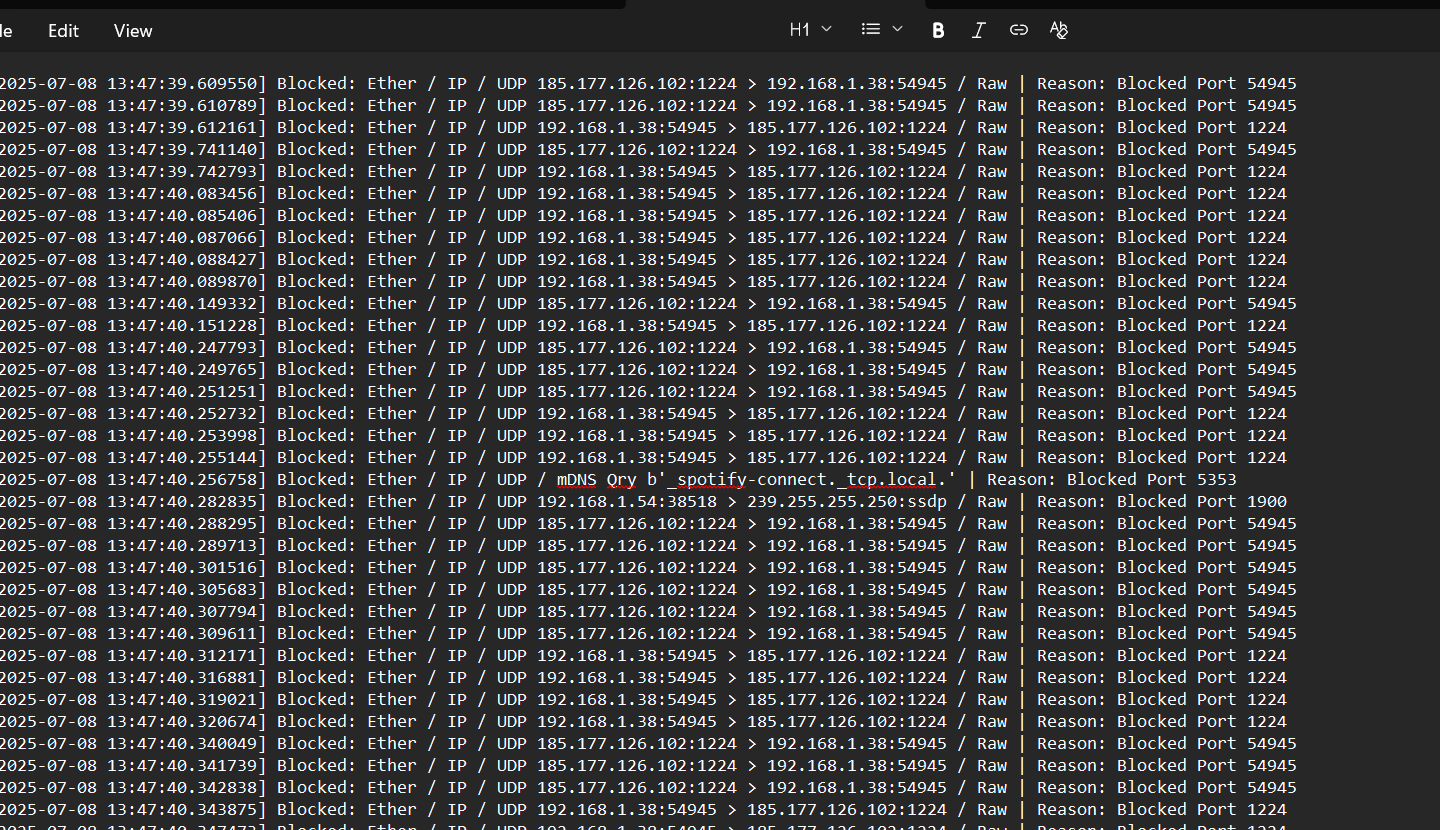 le Edit View H1 B I
2025-07-08 13:47:39.609550] Blocked: Ether / IP / UDP 185.177.126.102:1224 > 192.168.1.38:54945 / Raw | Reason: Blocked Port 54945
2025-07-08 13:47:39.610789] Blocked: Ether / IP / UDP 185.177.126.102:1224 > 192.168.1.38:54945 / Raw | Reason: Blocked Port 54945
2025-07-08 13:47:39.612161] Blocked: Ether / IP / UDP 192.168.1.38:54945 > 185.177.126.102:1224 / Raw | Reason: Blocked Port 1224
2025-07-08 13:47:39.741140] Blocked: Ether / IP / UDP 185.177.126.102:1224 > 192.168.1.38:54945 / Raw | Reason: Blocked Port 54945
2025-07-08 13:47:39.742793] Blocked: Ether / IP / UDP 192.168.1.38:54945 > 185.177.126.102:1224 / Raw | Reason: Blocked Port 1224
2025-07-08 13:47:40.083456] Blocked: Ether / IP / UDP 192.168.1.38:54945 > 185.177.126.102:1224 / Raw | Reason: Blocked Port 1224
2025-07-08 13:47:40.085406] Blocked: Ether / IP / UDP 192.168.1.38:54945 > 185.177.126.102:1224 / Raw | Reason: Blocked Port 1224
2025-07-08 13:47:40.087066] Blocked: Ether / IP / UDP 192.168.1.38:54945 > 185.177.126.102:1224 / Raw | Reason: Blocked Port 1224
2025-07-08 13:47:40.088427] Blocked: Ether / IP / UDP 192.168.1.38:54945 > 185.177.126.102:1224 / Raw | Reason: Blocked Port 1224
2025-07-08 13:47:40.089870] Blocked: Ether / IP / UDP 192.168.1.38:54945 > 185.177.126.102:1224 / Raw | Reason: Blocked Port 1224
2025-07-08 13:47:40.149332] Blocked: Ether / IP / UDP 185.177.126.102:1224 > 192.168.1.38:54945 / Raw | Reason: Blocked Port 54945
2025-07-08 13:47:40.151228] Blocked: Ether / IP / UDP 192.168.1.38:54945 > 185.177.126.102:1224 / Raw | Reason: Blocked Port 1224
2025-07-08 13:47:40.247793] Blocked: Ether / IP / UDP 185.177.126.102:1224 > 192.168.1.38:54945 / Raw | Reason: Blocked Port 54945
2025-07-08 13:47:40.249765] Blocked: Ether / IP / UDP 185.177.126.102:1224 > 192.168.1.38:54945 / Raw | Reason: Blocked Port 54945
2025-07-08 13:47:40.251251] Blocked: Ether / IP / UDP 185.177.126.102:1224 > 192.168.1.38:54945 / Raw | Reason: Blocked Port 54945
2025-07-08 13:47:40.252732] Blocked: Ether / IP / UDP 192.168.1.38:54945 > 185.177.126.102:1224 / Raw | Reason: Blocked Port 1224
2025-07-08 13:47:40.253998] Blocked: Ether / IP / UDP 192.168.1.38:54945 > 185.177.126.102:1224 / Raw | Reason: Blocked Port 1224
2025-07-08 13:47:40.255144] Blocked: Ether / IP / UDP 192.168.1.38:54945 > 185.177.126.102:1224 / Raw | Reason: Blocked Port 1224
2025-07-08 13:47:40.256758] Blocked: Ether / IP / UDP / mDNS Qry b'_spotify-connect._tcp.local.' | Reason: Blocked Port 5353
2025-07-08 13:47:40.282835] Blocked: Ether / IP / UDP 192.168.1.54:38518 > 239.255.255.250:ssdp / Raw | Reason: Blocked Port 1900
2025-07-08 13:47:40.288295] Blocked: Ether / IP / UDP 185.177.126.102:1224 > 192.168.1.38:54945 / Raw | Reason: Blocked Port 54945
2025-07-08 13:47:40.289713] Blocked: Ether / IP / UDP 185.177.126.102:1224 > 192.168.1.38:54945 / Raw | Reason: Blocked Port 54945
2025-07-08 13:47:40.301516] Blocked: Ether / IP / UDP 185.177.126.102:1224 > 192.168.1.38:54945 / Raw | Reason: Blocked Port 54945
2025-07-08 13:47:40.305683] Blocked: Ether / IP / UDP 185.177.126.102:1224 > 192.168.1.38:54945 / Raw | Reason: Blocked Port 54945
2025-07-08 13:47:40.307794] Blocked: Ether / IP / UDP 185.177.126.102:1224 > 192.168.1.38:54945 / Raw | Reason: Blocked Port 54945
2025-07-08 13:47:40.309611] Blocked: Ether / IP / UDP 185.177.126.102:1224 > 192.168.1.38:54945 / Raw | Reason: Blocked Port 54945
2025-07-08 13:47:40.312171] Blocked: Ether / IP / UDP 192.168.1.38:54945 > 185.177.126.102:1224 / Raw | Reason: Blocked Port 1224
2025-07-08 13:47:40.316881] Blocked: Ether / IP / UDP 192.168.1.38:54945 > 185.177.126.102:1224 / Raw | Reason: Blocked Port 1224
2025-07-08 13:47:40.319021] Blocked: Ether / IP / UDP 192.168.1.38:54945 > 185.177.126.102:1224 / Raw | Reason: Blocked Port 1224
2025-07-08 13:47:40.320674] Blocked: Ether / IP / UDP 192.168.1.38:54945 > 185.177.126.102:1224 / Raw | Reason: Blocked Port 1224
2025-07-08 13:47:40.340049] Blocked: Ether / IP / UDP 185.177.126.102:1224 > 192.168.1.38:54945 / Raw | Reason: Blocked Port 54945
2025-07-08 13:47:40.341739] Blocked: Ether / IP / UDP 185.177.126.102:1224 > 192.168.1.38:54945 / Raw | Reason: Blocked Port 54945
2025-07-08 13:47:40.342838] Blocked: Ether / IP / UDP 185.177.126.102:1224 > 192.168.1.38:54945 / Raw | Reason: Blocked Port 54945
2025-07-08 13:47:40.343875] Blocked: Ether / IP / UDP 192.168.1.38:54945 > 185.177.126.102:1224 / Raw | Reason: Blocked Port 1224